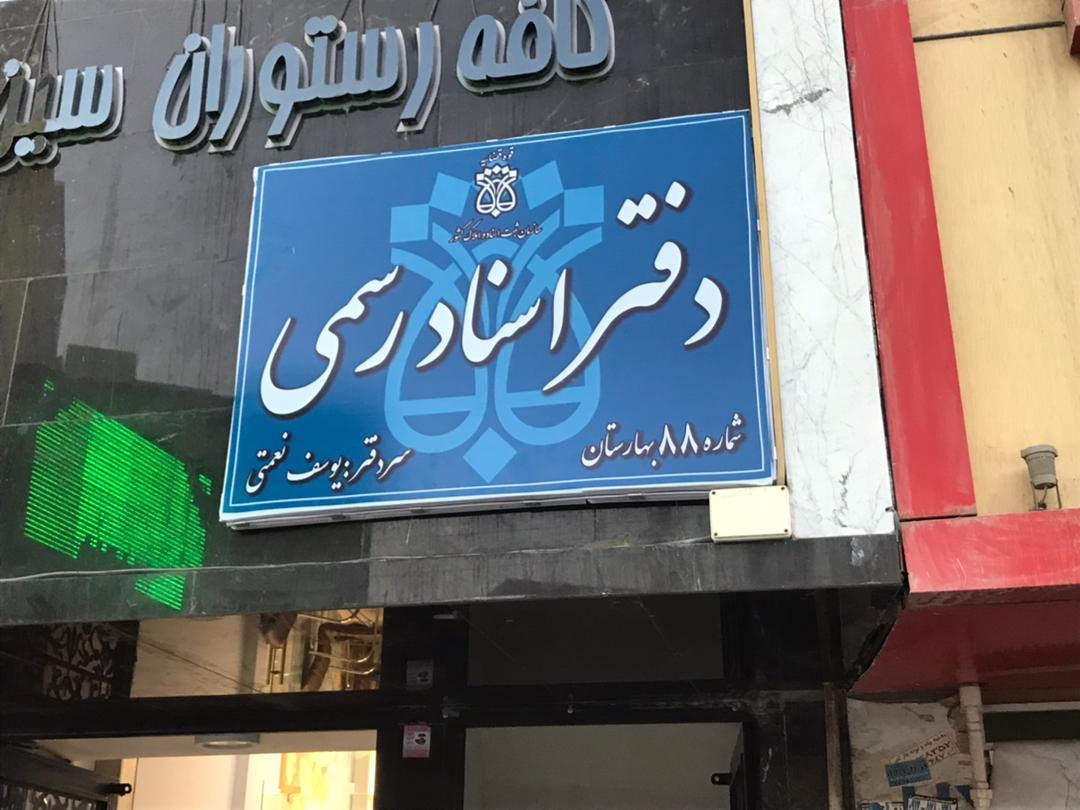 کافه رستوران
قوه قضاییه
سازمان ثبت اسناد و املاک کشور
دفتر اسناد رسمی
شماره ۸۸ بهارستان
سردفتر: یوسف نعمتی